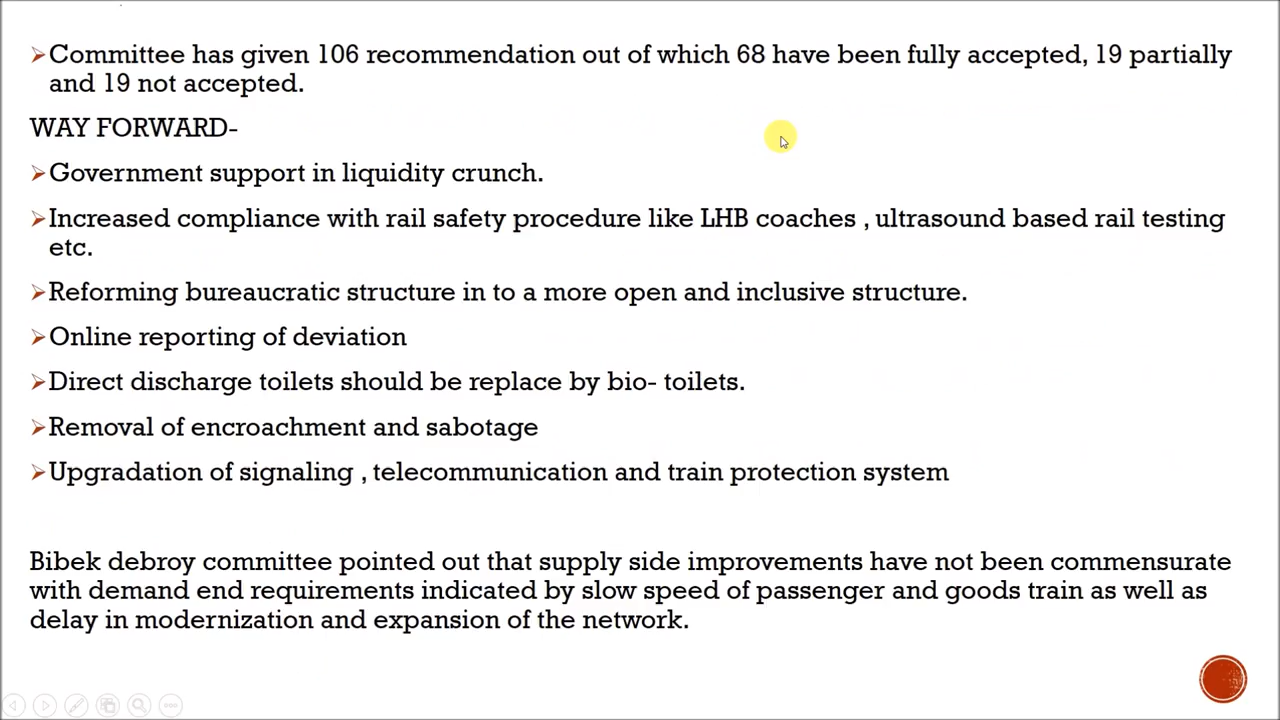 Committee has given 106 recommendation out of which 68 have been fully accepted, 19 partially
and 19 not accepted.
WAY FORWARD-
Government support in liquidity crunch.
Increased compliance with rail safety procedure like LHB coaches , ultrasound based rail testing
etc.
Reforming bureaucratic structure in to a more open and inclusive structure.
Online reporting of deviation
Direct discharge toilets should be replace by bio- toilets.
Removal of encroachment and sabotage
Upgradation of signaling , telecommunication and train protection system
Bibek debroy committee pointed out that supply side improvements have not been commensurate
with demand end requirements indicated by slow speed of passenger and goods train as well as
delay in modernization and expansion of the network.